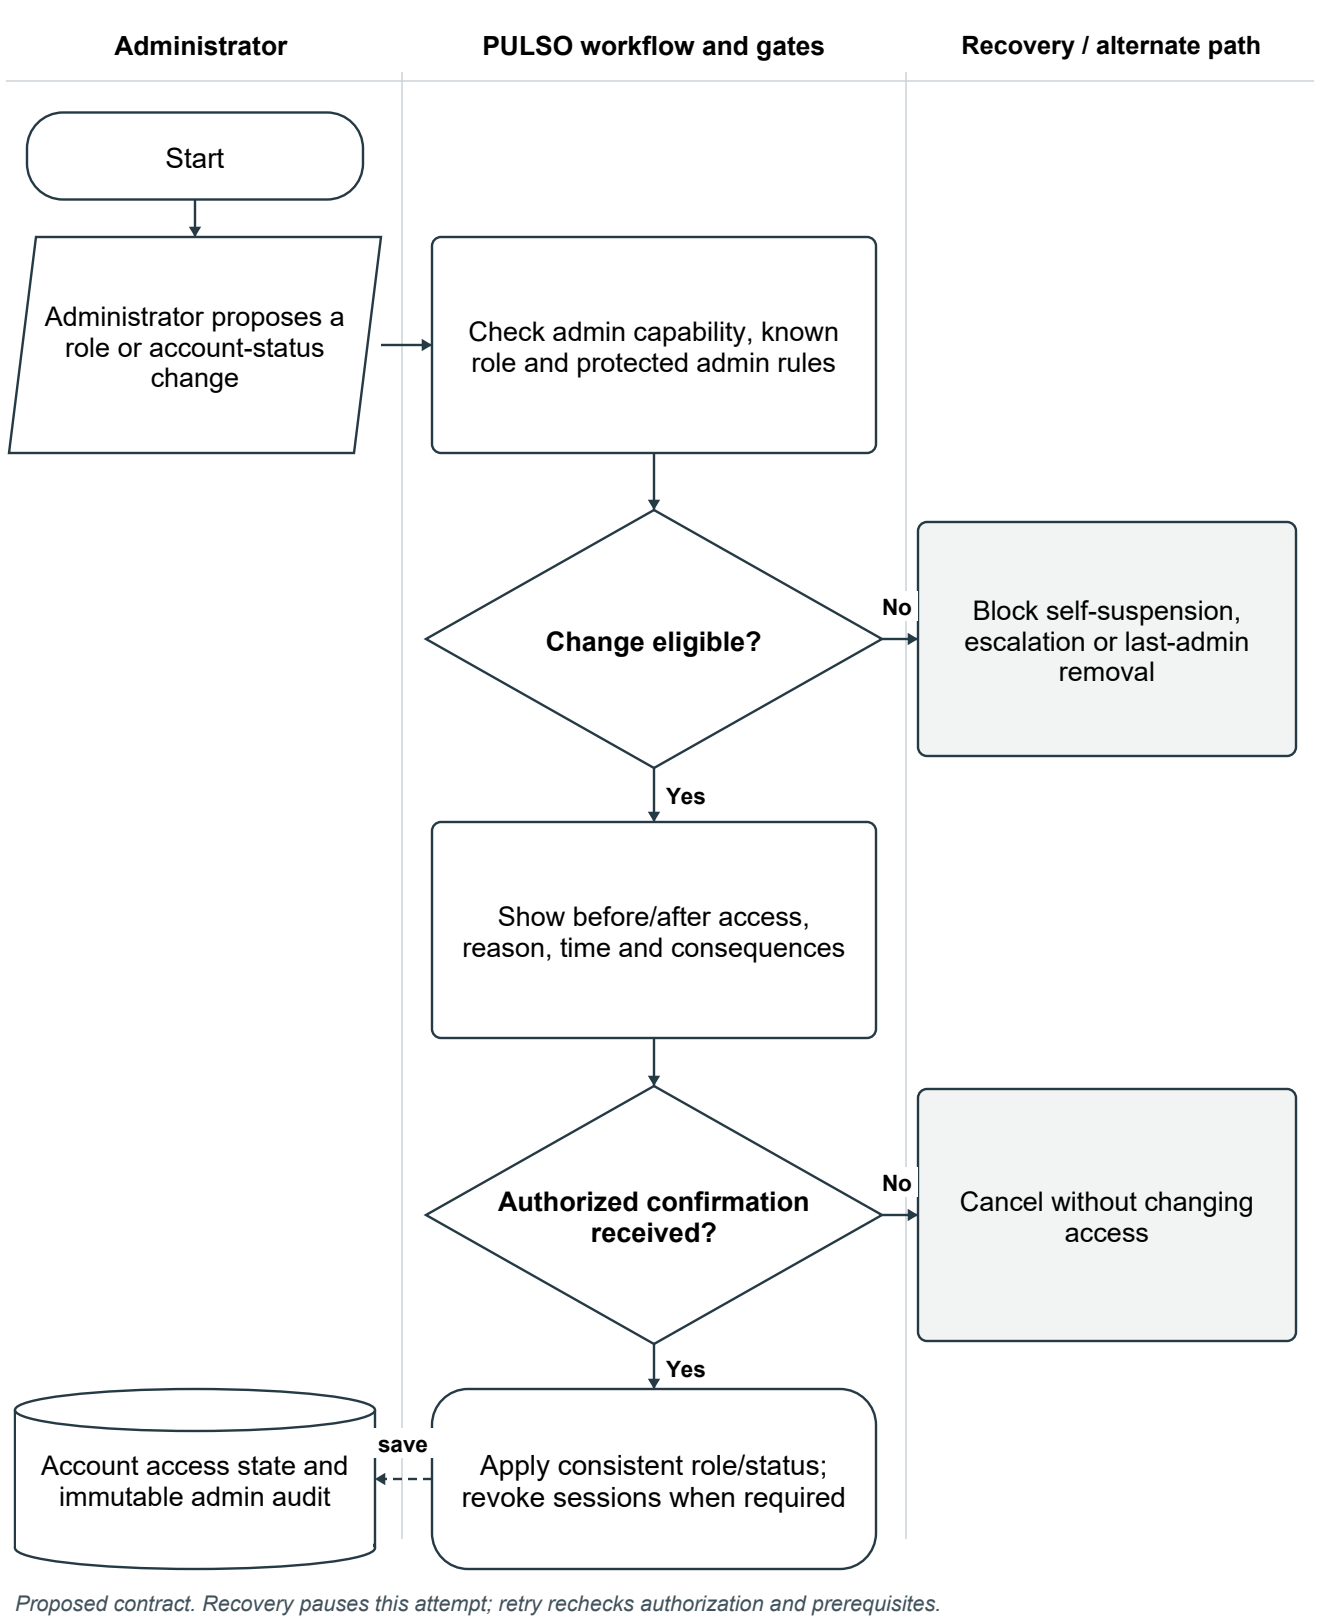 Administrator
PULSO workflow and gates
Recovery / alternate path
Start
Administrator proposes a
role or account-status
change
Check admin capability, known
role and protected admin rules
Change eligible?
No
Block self-suspension,
escalation or last-admin
removal
Yes
Show before/after access,
reason, time and consequences
Authorized confirmation
received?
No
Cancel without changing
access
Yes
Account access state and
immutable admin audit
save
Apply consistent role/status;
revoke sessions when required
Proposed contract. Recovery pauses this attempt; retry rechecks authorization and prerequisites.